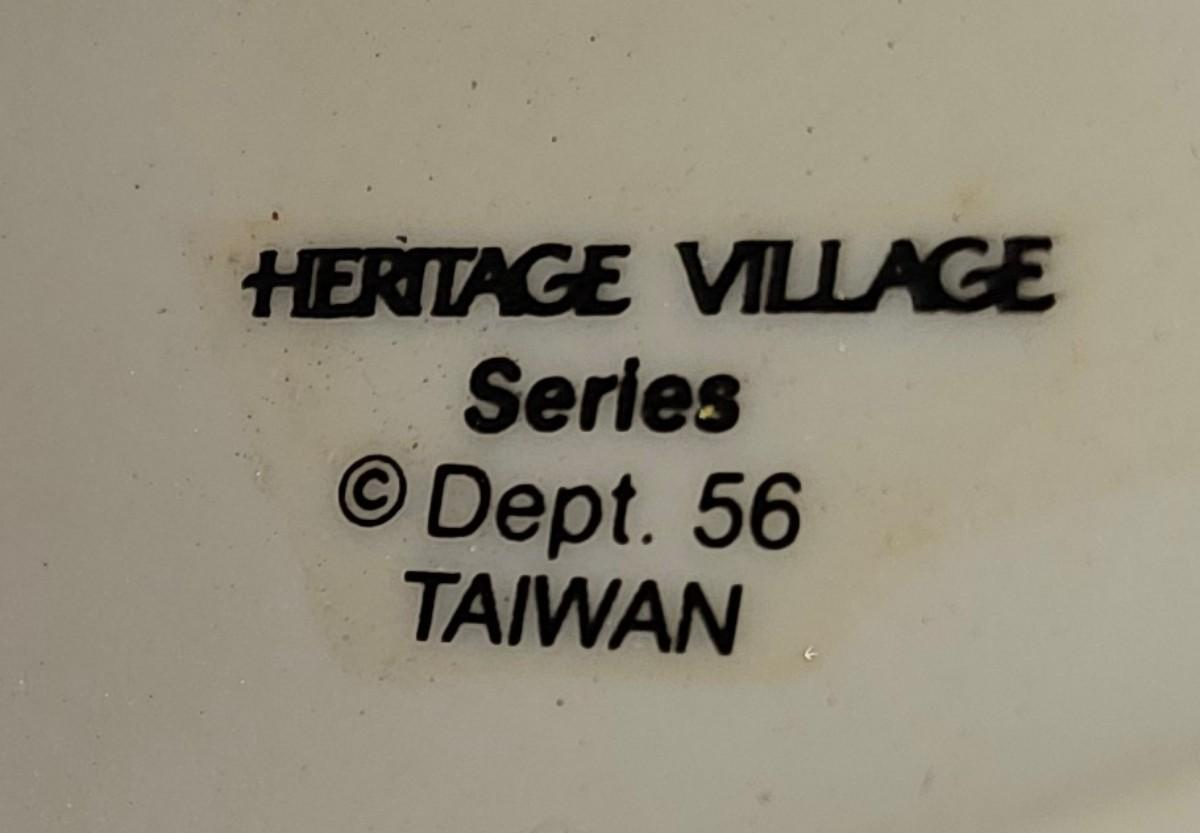 HERITAGE VILLAGE
Series
© Dept. 56
TAIWAN